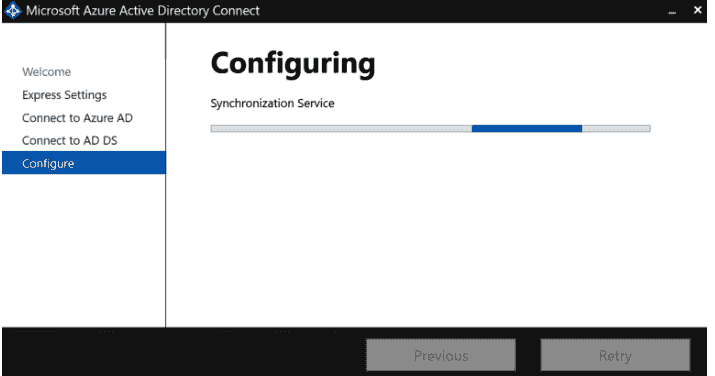 Microsoft Azure Active Directory Connect
Welcome
Express Settings
Connect to Azure AD
Connect to AD DS
Configure
Configuring
Synchronization Service
Previous
Retry